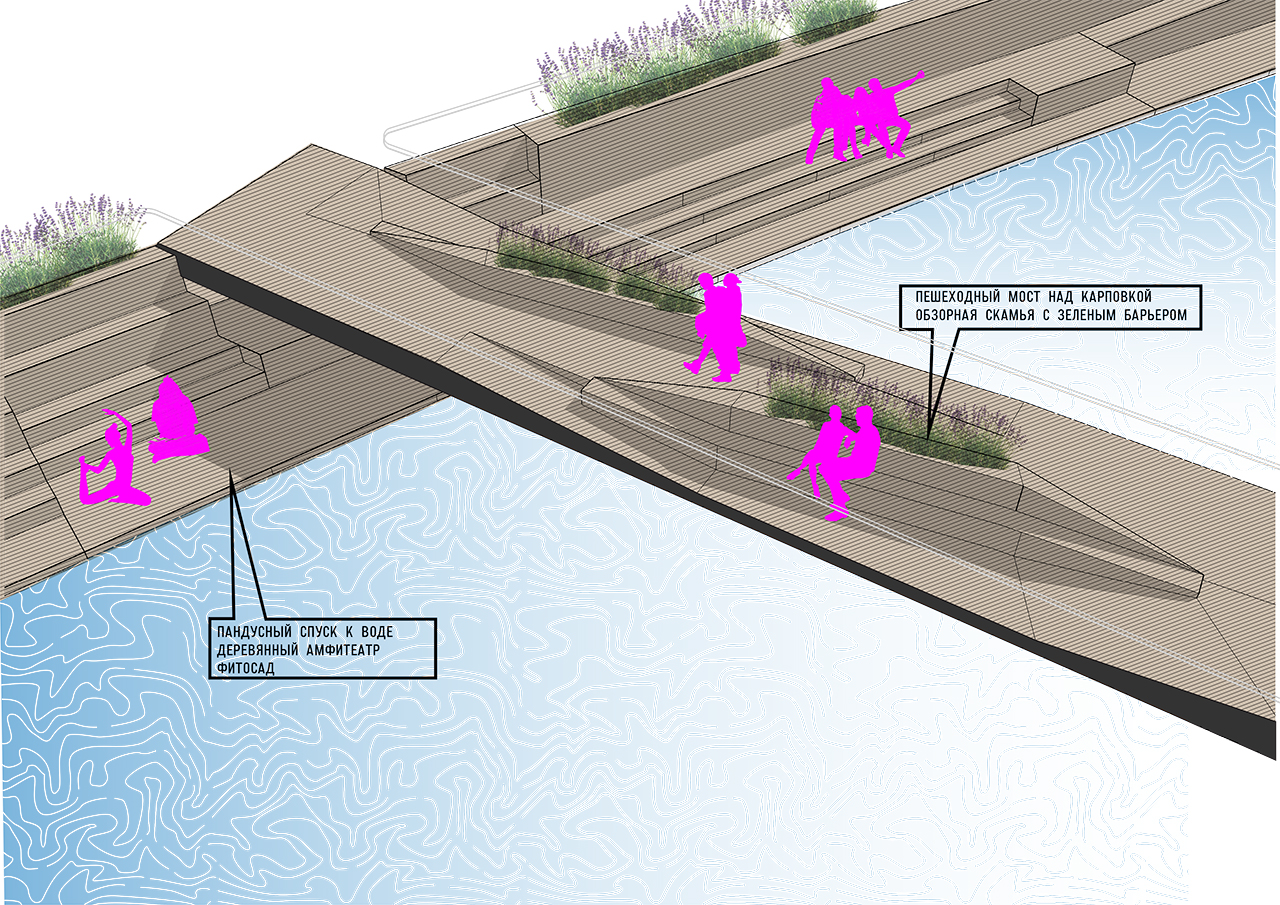 ПЕШЕХОДНЫЙ МОСТ НАД КАРПОВКОЙ
ОБЗОРНАЯ СКАМЬЯ С ЗЕЛЕНЫМ БАРЬЕРОМ
ПАНДУСНЫЙ СПУСК К ВОДЕ
ДЕРЕВЯННЫЙ АМФИТЕАТР
ФИТОСАД